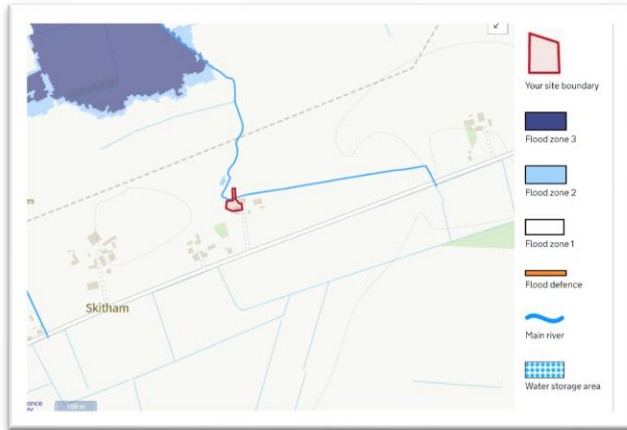 Your site boundary
Flood zone 3
Flood zone 2
Flood zone 1
Flood defence
Main river
Water storage area
Skitham
100 m